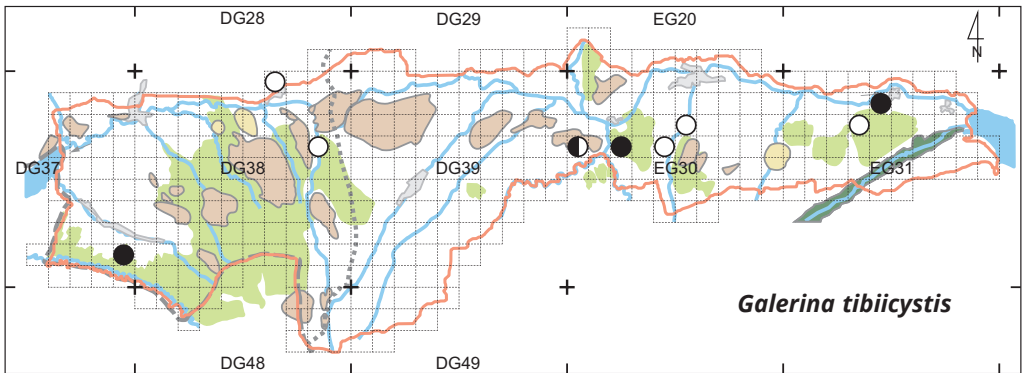 DG28 DG29 EG20
N
DG37 DG38 DG39 EG30 EG31
Galerina tibiicystis
DG48 DG49